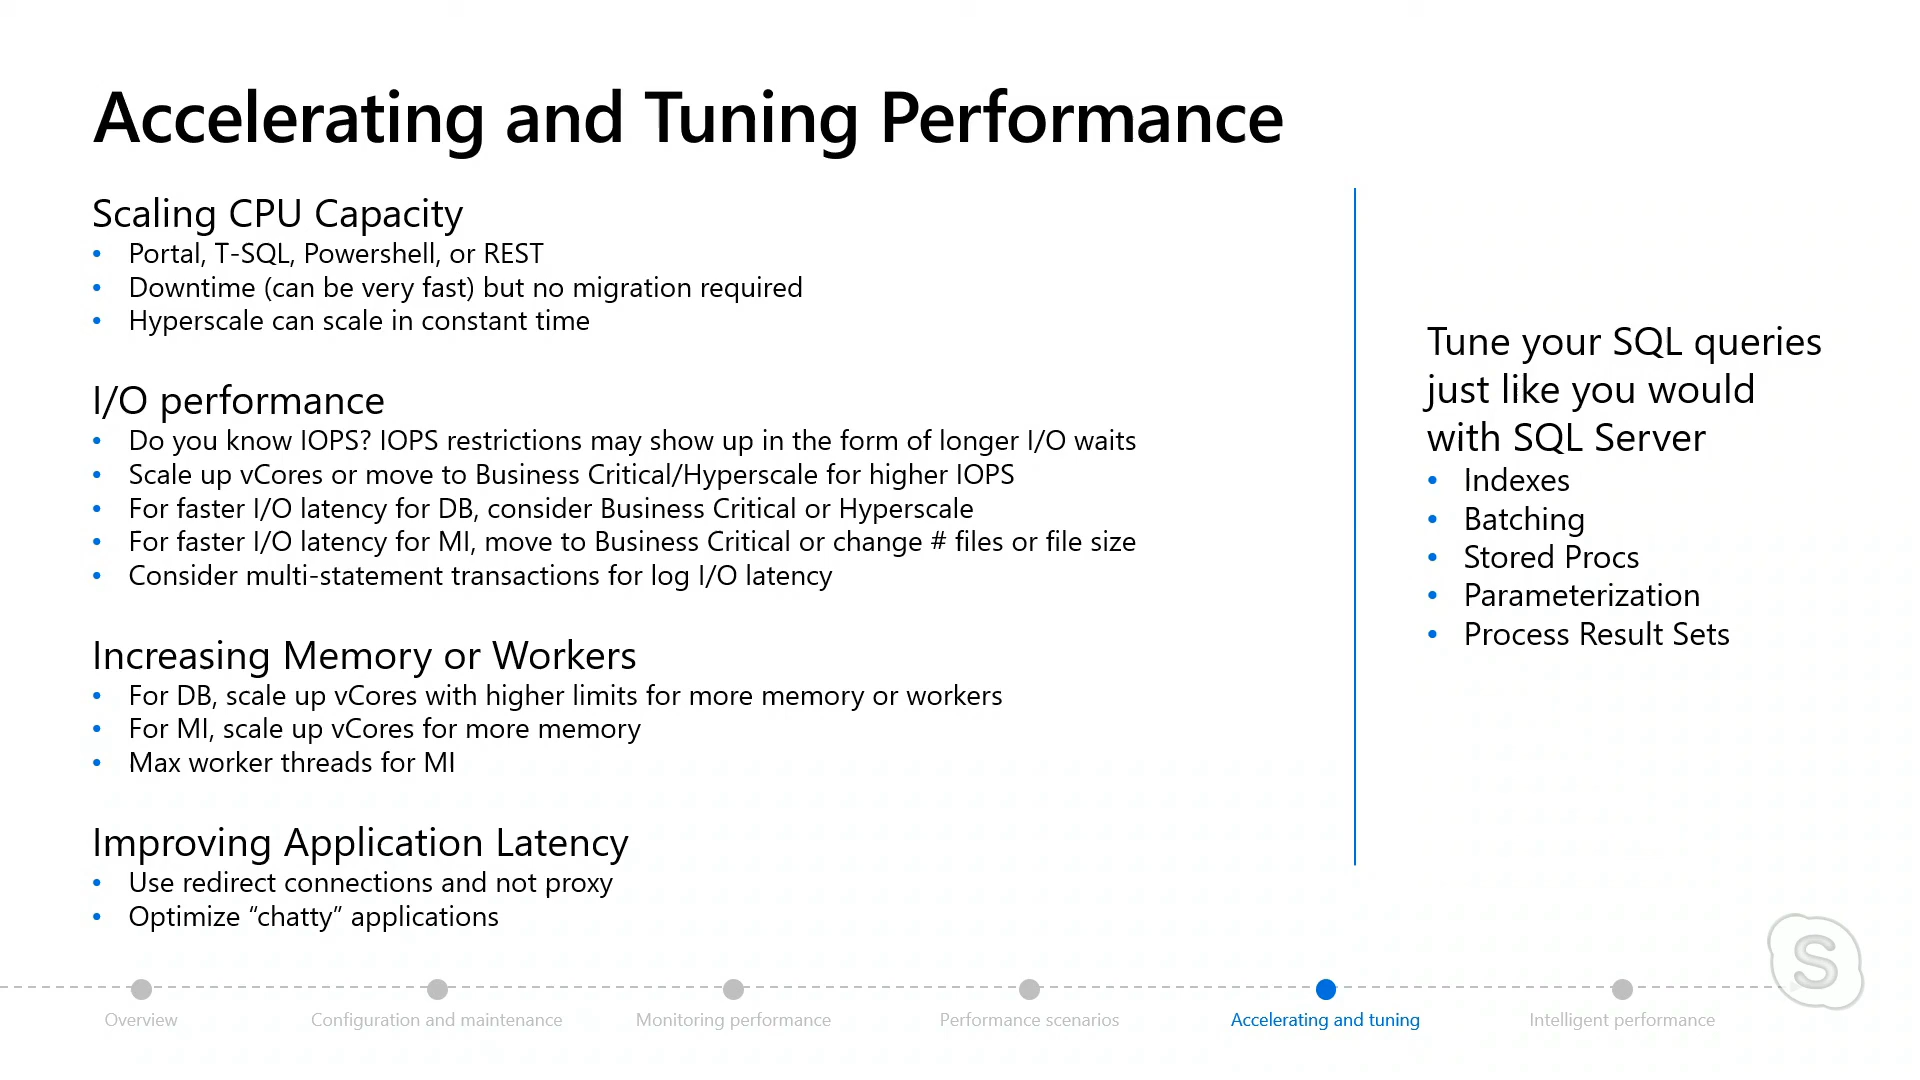 Accelerating and Tuning Performance
Scaling CPU Capacity
• Portal, T-SQL, Powershell, or REST
• Downtime (can be very fast) but no migration required
• Hyperscale can scale in constant time
I/O performance
• Do you know IOPS? IOPS restrictions may show up in the form of longer I/O waits
• Scale up vCores or move to Business Critical/Hyperscale for higher IOPS
• For faster I/O latency for DB, consider Business Critical or Hyperscale
• For faster I/O latency for MI, move to Business Critical or change # files or file size
• Consider multi-statement transactions for log I/O latency
Increasing Memory or Workers
• For DB, scale up vCores with higher limits for more memory or workers
• For MI, scale up vCores for more memory
• Max worker threads for MI
Improving Application Latency
• Use redirect connections and not proxy
• Optimize “chatty” applications
Tune your SQL queries
just like you would
with SQL Server
• Indexes
• Batching
• Stored Procs
• Parameterization
• Process Result Sets
S
Overview
Configuration and maintenance
Monitoring performance
Performance scenarios
Accelerating and tuning
Intelligent performance